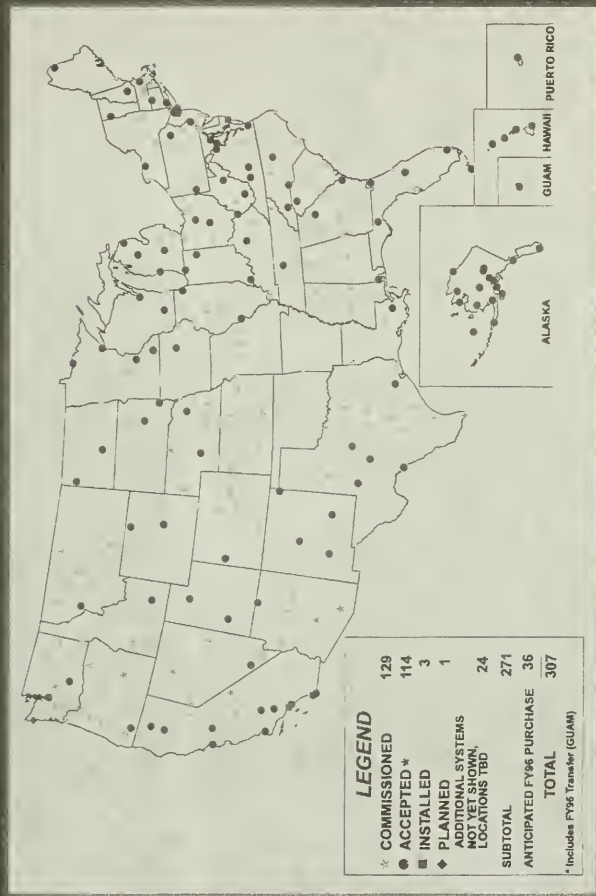 LEGEND
☆ COMMISSIONED 129
● ACCEPTED * 114
■ INSTALLED 3
◆ PLANNED 1
ADDITIONAL SYSTEMS
NOT YET SHOWN,
LOCATIONS TBD 24
SUBTOTAL 271
ANTICIPATED FY96 PURCHASE 36
TOTAL 307
* Includes FY95 Transfer (GUAM)
ALASKA
GUAM
HAWAII
PUERTO RICO